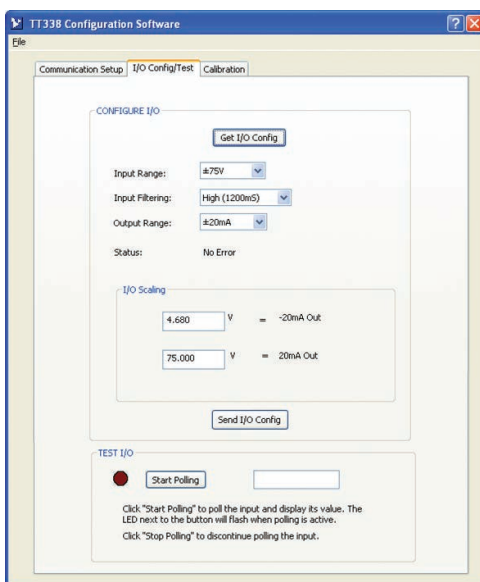 TT338 Configuration Software
File
Communication Setup I/O Config/Test Calibration
CONFIGURE I/O
Get I/O Config
Input Range: ±75V
Input Filtering: High (1200mS)
Output Range: ±20mA
Status: No Error
I/O Scaling
4.680 V = -20mA Out
75.000 V = 20mA Out
Send I/O Config
TEST I/O
Start Polling
Click "Start Polling" to poll the input and display its value. The
LED next to the button will flash when polling is active.
Click "Stop Polling" to discontinue polling the input.